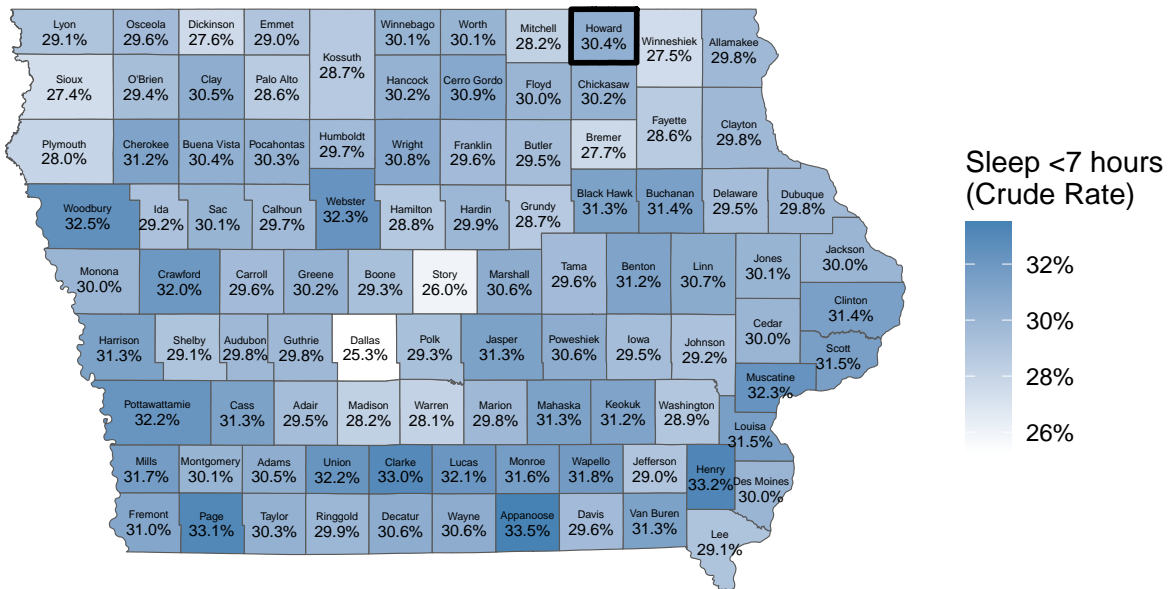 Lyon
29.1%
Osceola
29.6%
Dickinson
27.6%
Emmet
29.0%
Kossuth
28.7%
Winnebago
30.1%
Worth
30.1%
Mitchell
28.2%
Howard
30.4%
Winneshiek
27.5%
Allamakee
29.8%
Sioux
27.4%
O'Brien
29.4%
Clay
30.5%
Palo Alto
28.6%
Hancock
30.2%
Cerro Gordo
30.9%
Floyd
30.0%
Chickasaw
30.2%
Fayette
28.6%
Clayton
29.8%
Plymouth
28.0%
Cherokee
31.2%
Buena Vista
30.4%
Pocahontas
30.3%
Humboldt
29.7%
Wright
30.8%
Franklin
29.6%
Butler
29.5%
Bremer
27.7%
Woodbury
32.5%
Ida
29.2%
Sac
30.1%
Calhoun
29.7%
Webster
32.3%
Hamilton
28.8%
Hardin
29.9%
Grundy
28.7%
Black Hawk
31.3%
Buchanan
31.4%
Delaware
29.5%
Dubuque
29.8%
Monona
30.0%
Crawford
32.0%
Carroll
29.6%
Greene
30.2%
Boone
29.3%
Story
26.0%
Marshall
30.6%
Tama
29.6%
Benton
31.2%
Linn
30.7%
Jones
30.1%
Jackson
30.0%
Clinton
31.4%
Harrison
31.3%
Shelby
29.1%
Audubon
29.8%
Guthrie
29.8%
Dallas
25.3%
Polk
29.3%
Jasper
31.3%
Poweshiek
30.6%
Iowa
29.5%
Johnson
29.2%
Cedar
30.0%
Scott
31.5%
Muscatine
32.3%
Pottawattamie
32.2%
Cass
31.3%
Adair
29.5%
Madison
28.2%
Warren
28.1%
Marion
29.8%
Mahaska
31.3%
Keokuk
31.2%
Washington
28.9%
Louisa
31.5%
Mills
31.7%
Montgomery
30.1%
Adams
30.5%
Union
32.2%
Clarke
33.0%
Lucas
32.1%
Monroe
31.6%
Wapello
31.8%
Jefferson
29.0%
Henry
33.2%
Des Moines
30.0%
Fremont
31.0%
Page
33.1%
Taylor
30.3%
Ringgold
29.9%
Decatur
30.6%
Wayne
30.6%
Appanoose
33.5%
Davis
29.6%
Van Buren
31.3%
Lee
29.1%
Sleep <7 hours
(Crude Rate)
32%
30%
28%
26%